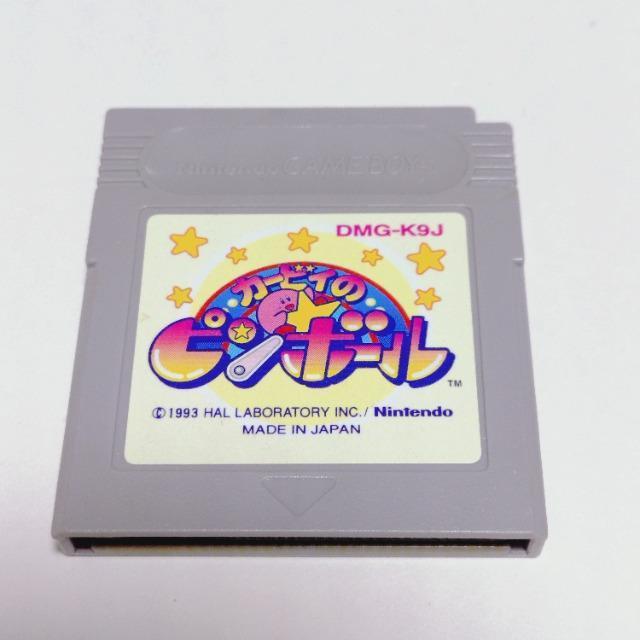 Nintendo GAME BOY
DMG-K9J
カービィの
ピンボール
TM
© 1993 HAL LABORATORY INC./ Nintendo
MADE IN JAPAN